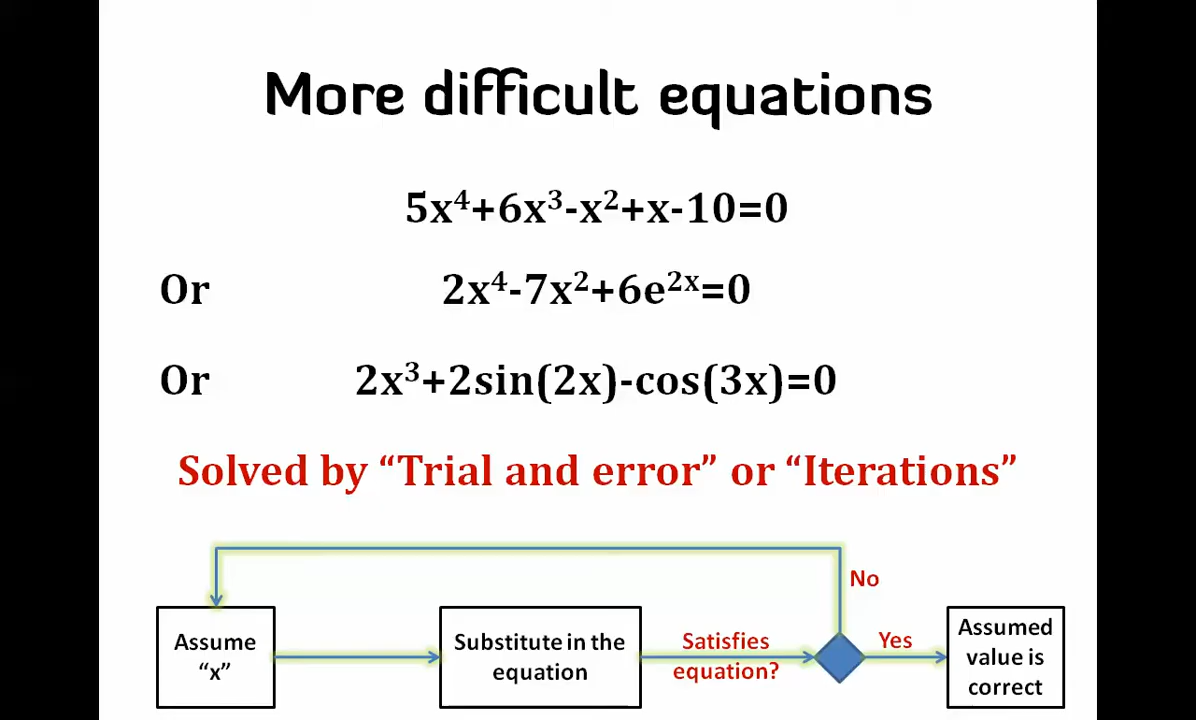 More difficult equations
5x⁴+6x³-x²+x-10=0
Or 2x⁴-7x²+6e²ˣ=0
Or 2x³+2sin(2x)-cos(3x)=0
Solved by “Trial and error” or “Iterations”
No
Assume
“x”
Substitute in the
equation
Satisfies
equation?
Yes
Assumed
value is
correct